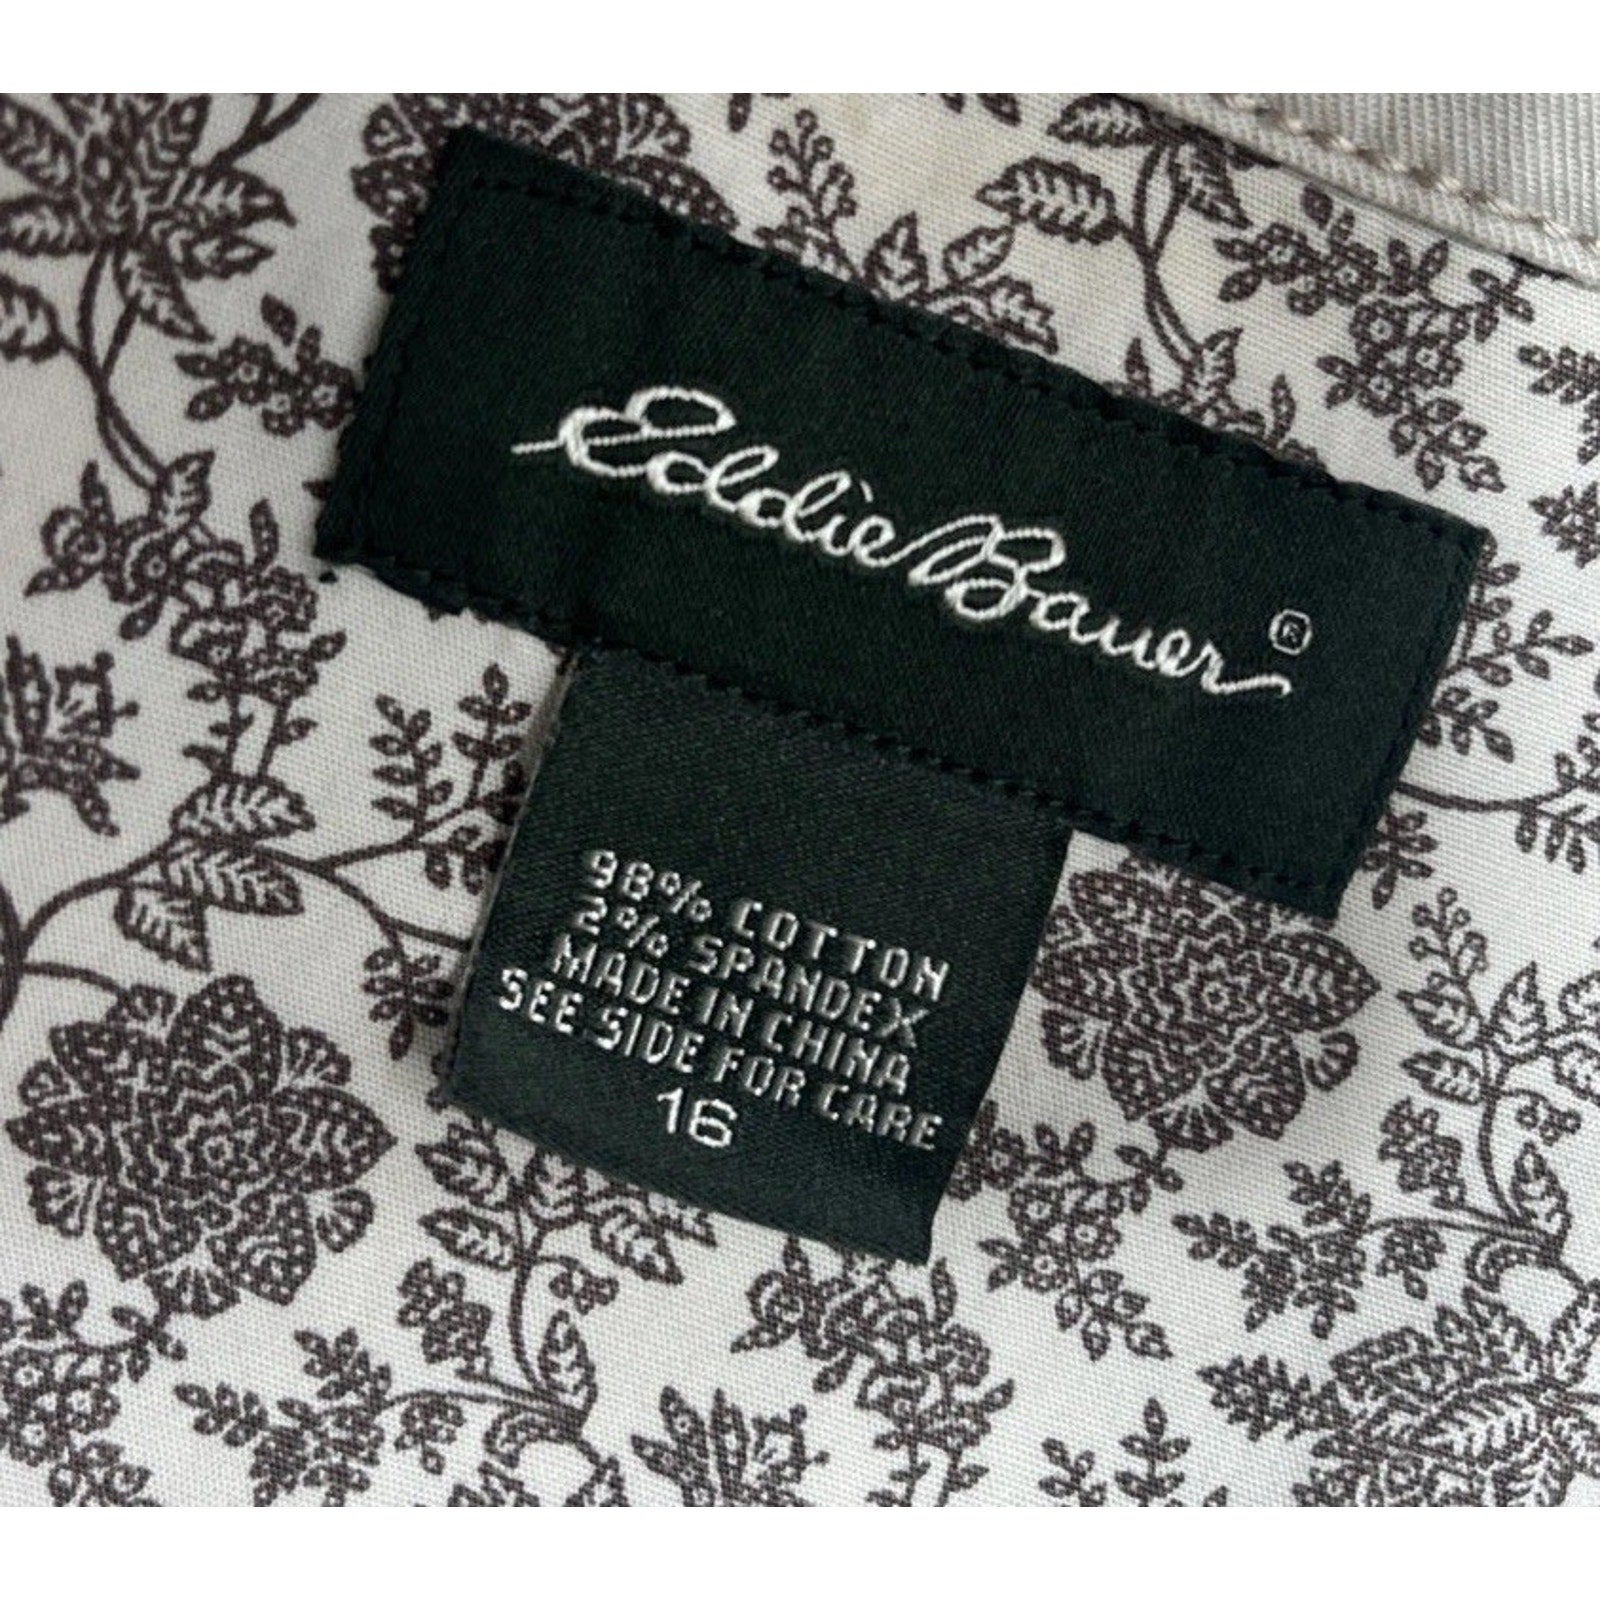 Eddie Bauer ®
98% COTTON
2% SPANDEX
MADE IN CHINA
SEE SIDE FOR CARE
16